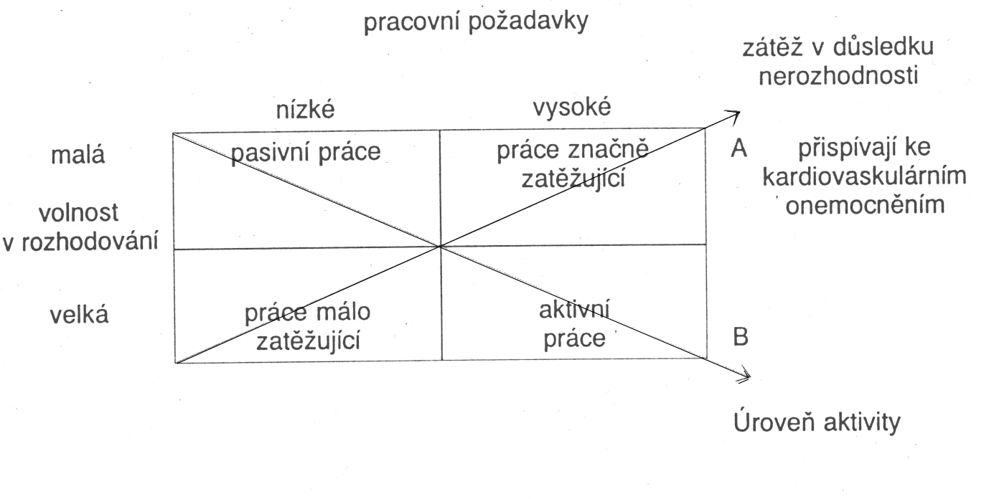 pracovní požadavky
zátěž v důsledku
nerozhodnosti
nízké
vysoké
malá
pasivní práce
práce značně
zatěžující
A
přispívají ke
kardiovaskulárním
onemocněním
volnost
v rozhodování
velká
práce málo
zatěžující
aktivní
práce
B
Úroveň aktivity